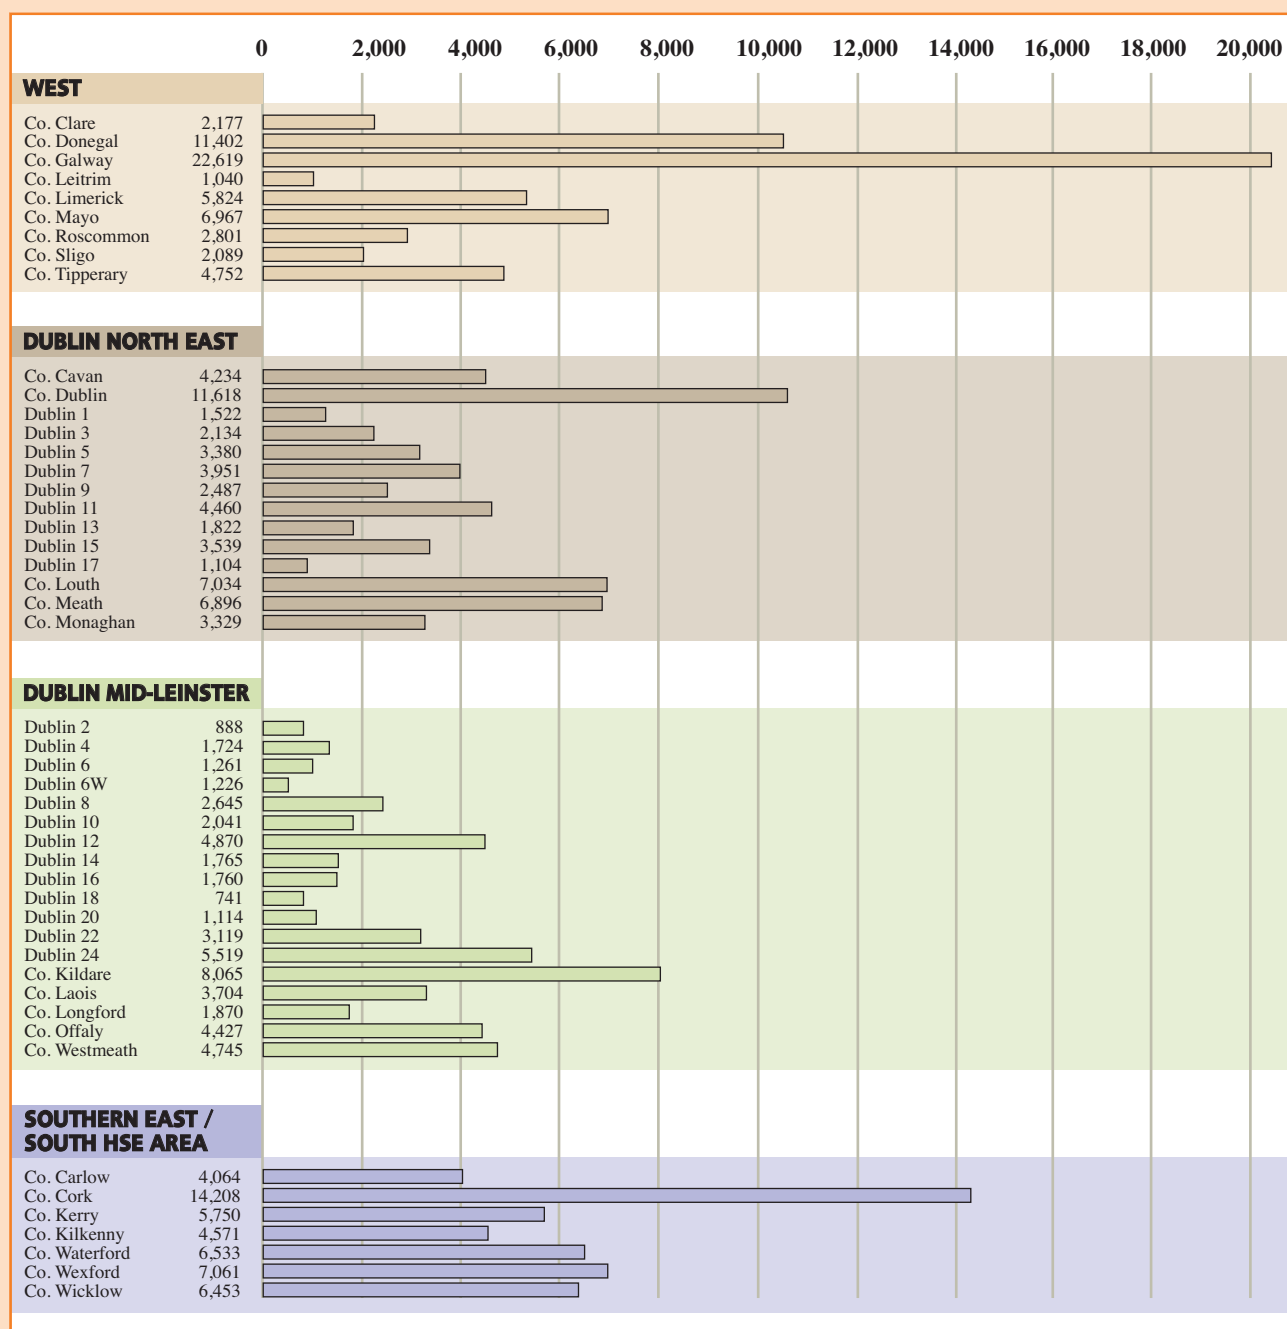 0 2,000 4,000 6,000 8,000 10,000 12,000 14,000 16,000 18,000 20,000
WEST
Co. Clare 2,177
Co. Donegal 11,402
Co. Galway 22,619
Co. Leitrim 1,040
Co. Limerick 5,824
Co. Mayo 6,967
Co. Roscommon 2,801
Co. Sligo 2,089
Co. Tipperary 4,752
DUBLIN NORTH EAST
Co. Cavan 4,234
Co. Dublin 11,618
Dublin 1 1,522
Dublin 3 2,134
Dublin 5 3,380
Dublin 7 3,951
Dublin 9 2,487
Dublin 11 4,460
Dublin 13 1,822
Dublin 15 3,539
Dublin 17 1,104
Co. Louth 7,034
Co. Meath 6,896
Co. Monaghan 3,329
DUBLIN MID-LEINSTER
Dublin 2 888
Dublin 4 1,724
Dublin 6 1,261
Dublin 6W 1,226
Dublin 8 2,645
Dublin 10 2,041
Dublin 12 4,870
Dublin 14 1,765
Dublin 16 1,760
Dublin 18 741
Dublin 20 1,114
Dublin 22 3,119
Dublin 24 5,519
Co. Kildare 8,065
Co. Laois 3,704
Co. Longford 1,870
Co. Offaly 4,427
Co. Westmeath 4,745
SOUTHERN EAST /
SOUTH HSE AREA
Co. Carlow 4,064
Co. Cork 14,208
Co. Kerry 5,750
Co. Kilkenny 4,571
Co. Waterford 6,533
Co. Wexford 7,061
Co. Wicklow 6,453